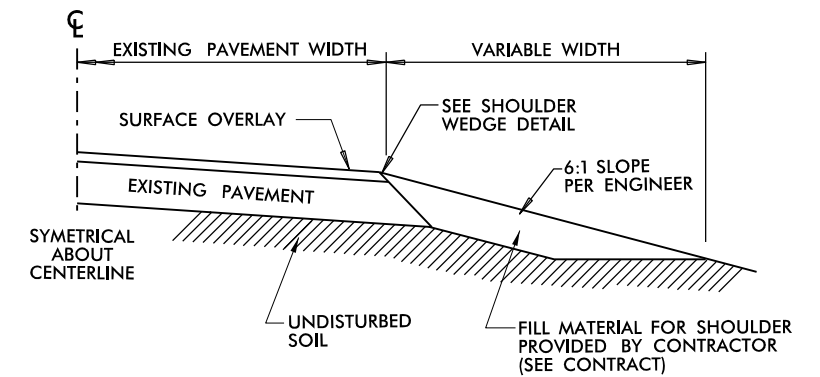 ℄
EXISTING PAVEMENT WIDTH
VARIABLE WIDTH
SURFACE OVERLAY
SEE SHOULDER
WEDGE DETAIL
6:1 SLOPE
PER ENGINEER
EXISTING PAVEMENT
SYMETRICAL
ABOUT
CENTERLINE
UNDISTURBED
SOIL
FILL MATERIAL FOR SHOULDER
PROVIDED BY CONTRACTOR
(SEE CONTRACT)